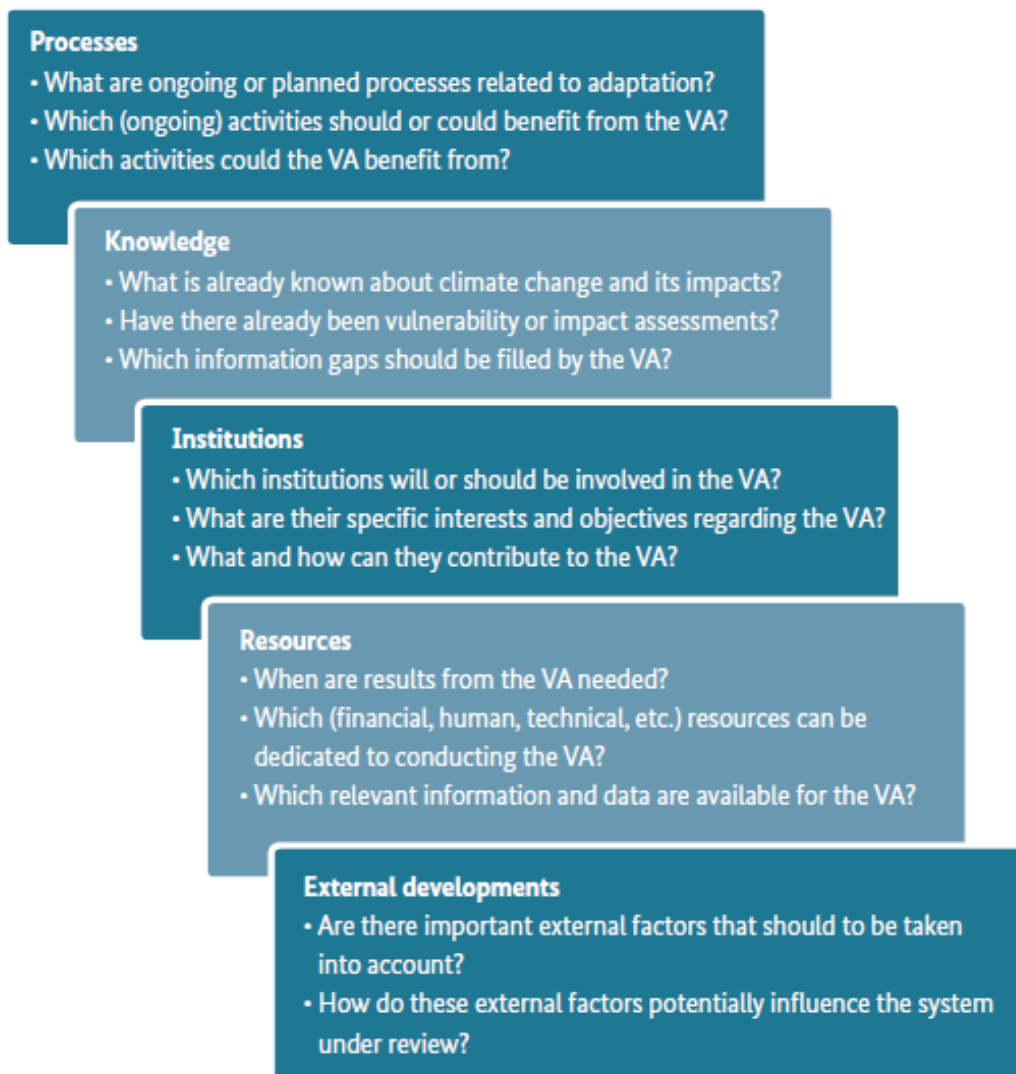 Processes
• What are ongoing or planned processes related to adaptation?
• Which (ongoing) activities should or could benefit from the VA?
• Which activities could the VA benefit from?
Knowledge
• What is already known about climate change and its impacts?
• Have there already been vulnerability or impact assessments?
• Which information gaps should be filled by the VA?
Institutions
• Which institutions will or should be involved in the VA?
• What are their specific interests and objectives regarding the VA?
• What and how can they contribute to the VA?
Resources
• When are results from the VA needed?
• Which (financial, human, technical, etc.) resources can be
dedicated to conducting the VA?
• Which relevant information and data are available for the VA?
External developments
• Are there important external factors that should to be taken
into account?
• How do these external factors potentially influence the system
under review?